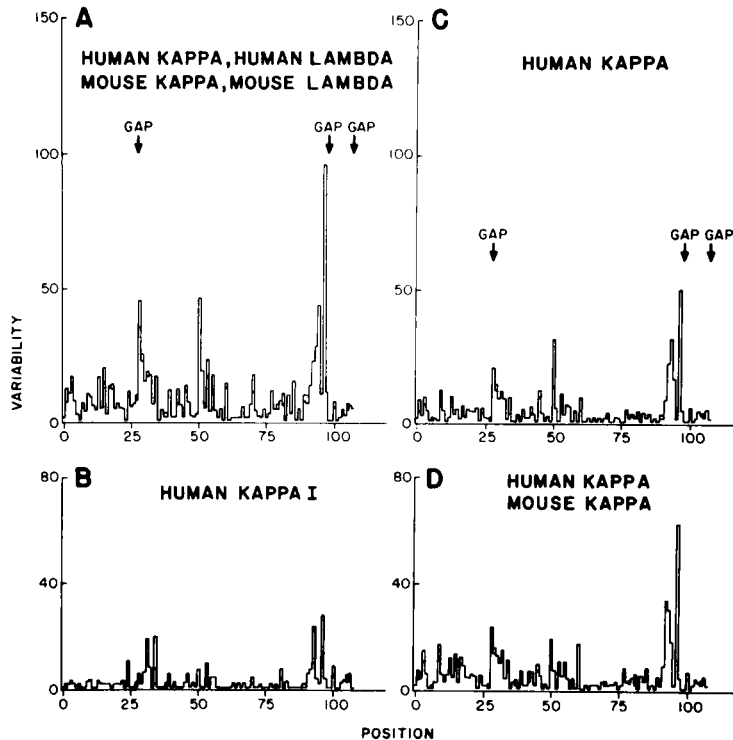 A
HUMAN KAPPA, HUMAN LAMBDA
MOUSE KAPPA, MOUSE LAMBDA
GAP
GAP GAP
150
100
50
0
0 25 50 75 100
C
HUMAN KAPPA
GAP
GAP GAP
150
100
50
0
0 25 50 75 100
VARIABILITY
B
HUMAN KAPPA I
80
40
0
0 25 50 75 100
D
HUMAN KAPPA
MOUSE KAPPA
80
40
0
0 25 50 75 100
POSITION